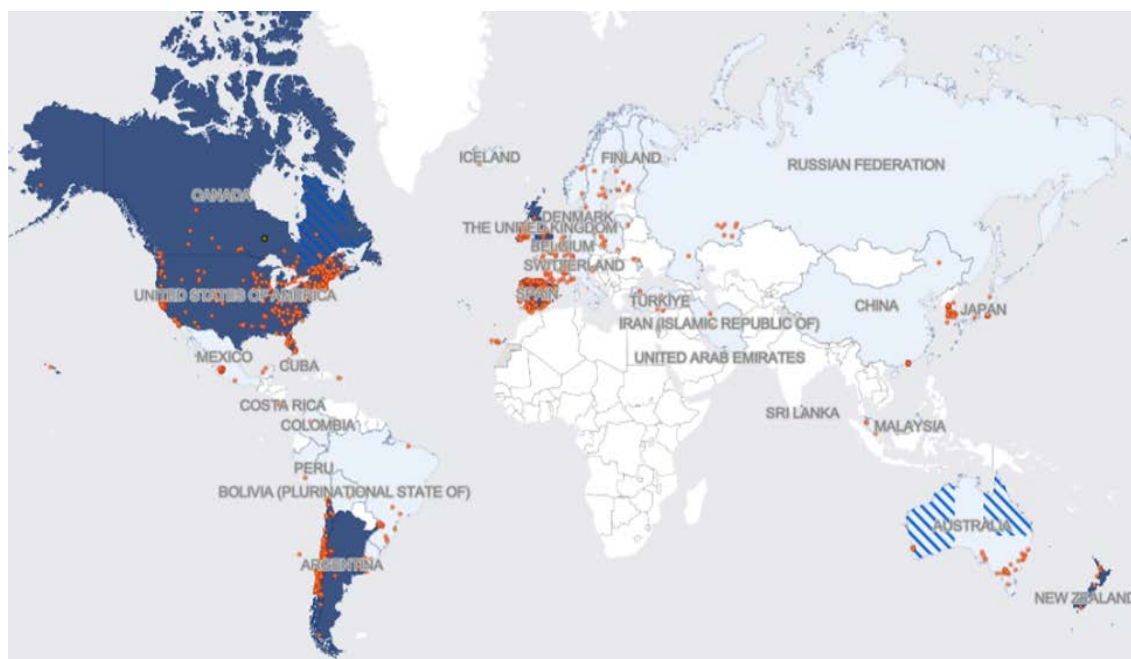 ICELAND
FINLAND
RUSSIAN FEDERATION
CANADA
DENMARK
THE UNITED KINGDOM
BELGIUM
SWITZERLAND
UNITED STATES OF AMERICA
SPAIN
TÜRKIYE
CHINA
JAPAN
IRAN (ISLAMIC REPUBLIC OF)
MEXICO
CUBA
UNITED ARAB EMIRATES
COSTA RICA
SRI LANKA
COLOMBIA
MALAYSIA
PERU
BOLIVIA (PLURINATIONAL STATE OF)
AUSTRALIA
ARGENTINA
NEW ZEALAND